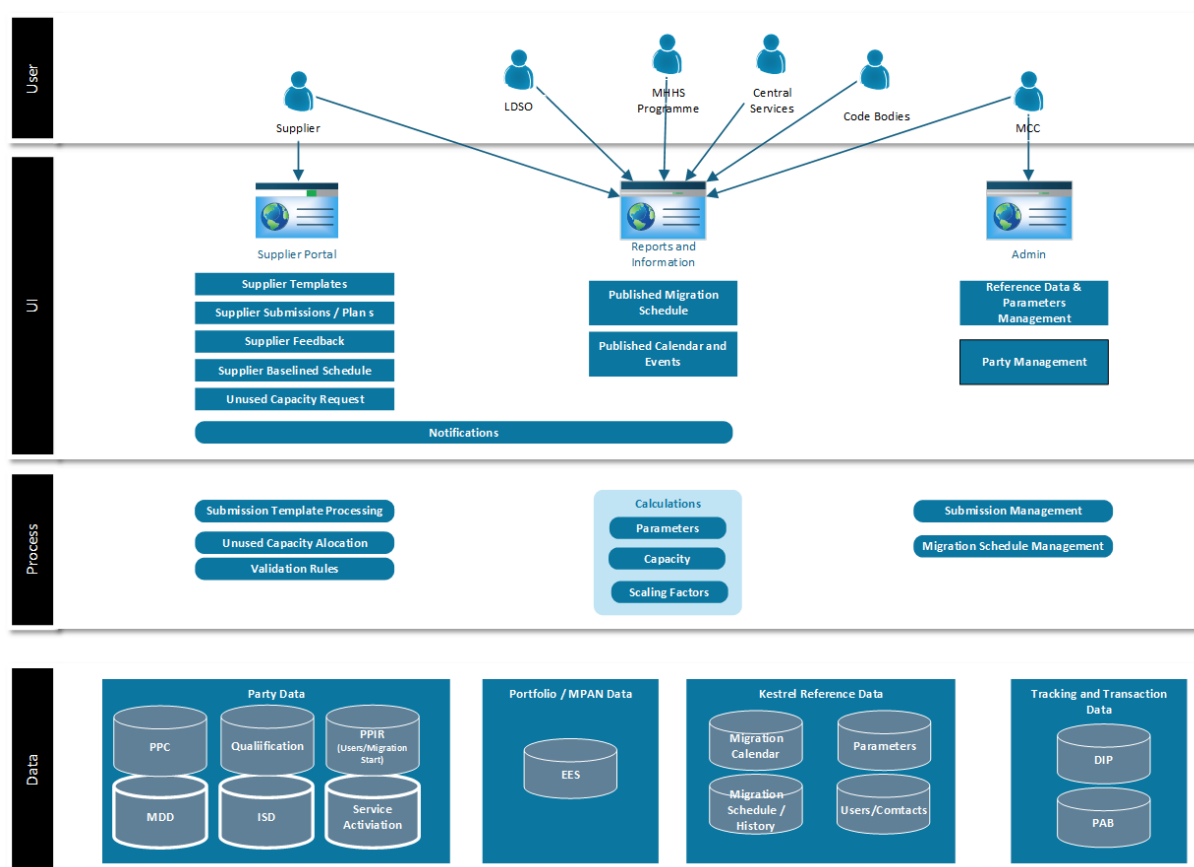 User
Supplier
LDSO
MHHS
Programme
Central
Services
Code Bodies
MCC
UI
Supplier Portal
Reports and
Information
Admin
Supplier Templates
Supplier Submissions / Plan s
Supplier Feedback
Supplier Baselined Schedule
Unused Capacity Request
Published Migration
Schedule
Published Calendar and
Events
Reference Data &
Parameters
Management
Party Management
Notifications
Process
Submission Template Processing
Unused Capacity Alocation
Validation Rules
Calculations
Parameters
Capacity
Scaling Factors
Submission Management
Migration Schedule Management
Data
Party Data
PPC
Qualiification
PPIR
(Users/Migration
Start)
MDD
ISD
Service
Activiation
Portfolio / MPAN Data
EES
Kestrel Reference Data
Migration
Calendar
Parameters
Migration
Schedule /
History
Users/Comtacts
Tracking and Transaction
Data
DIP
PAB